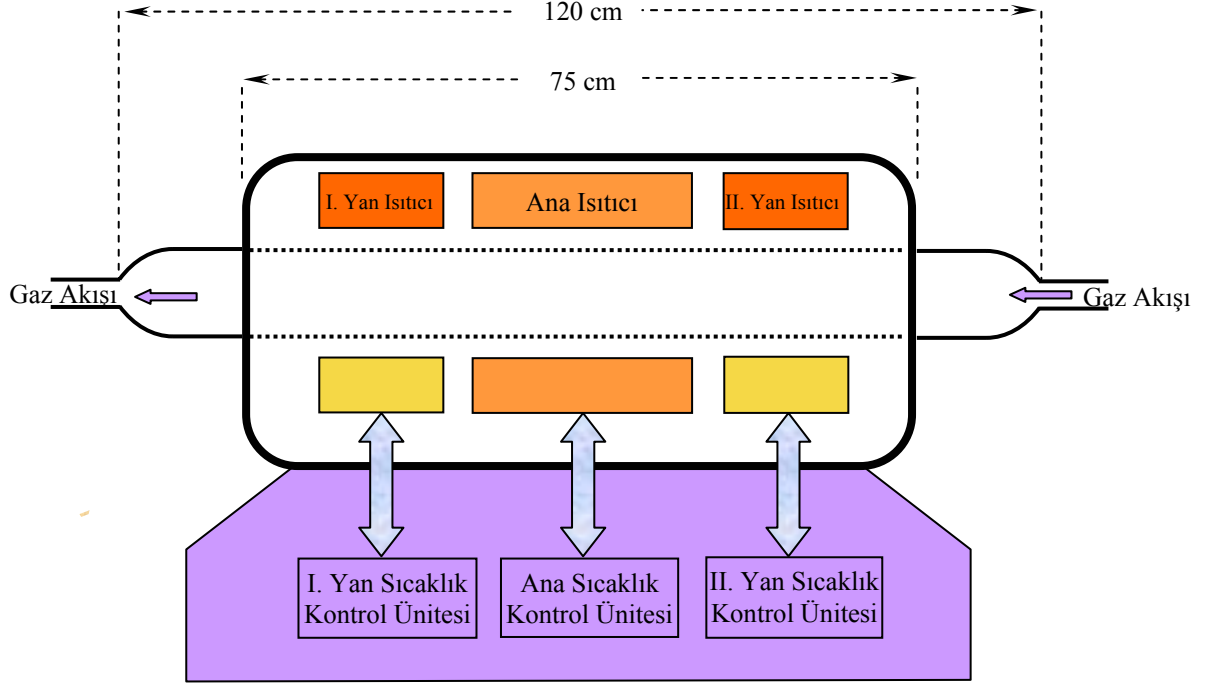 120 cm
75 cm
I. Yan Isıtıcı
Ana Isıtıcı
II. Yan Isıtıcı
Gaz Akışı
Gaz Akışı
I. Yan Sıcaklık
Kontrol Ünitesi
Ana Sıcaklık
Kontrol Ünitesi
II. Yan Sıcaklık
Kontrol Ünitesi